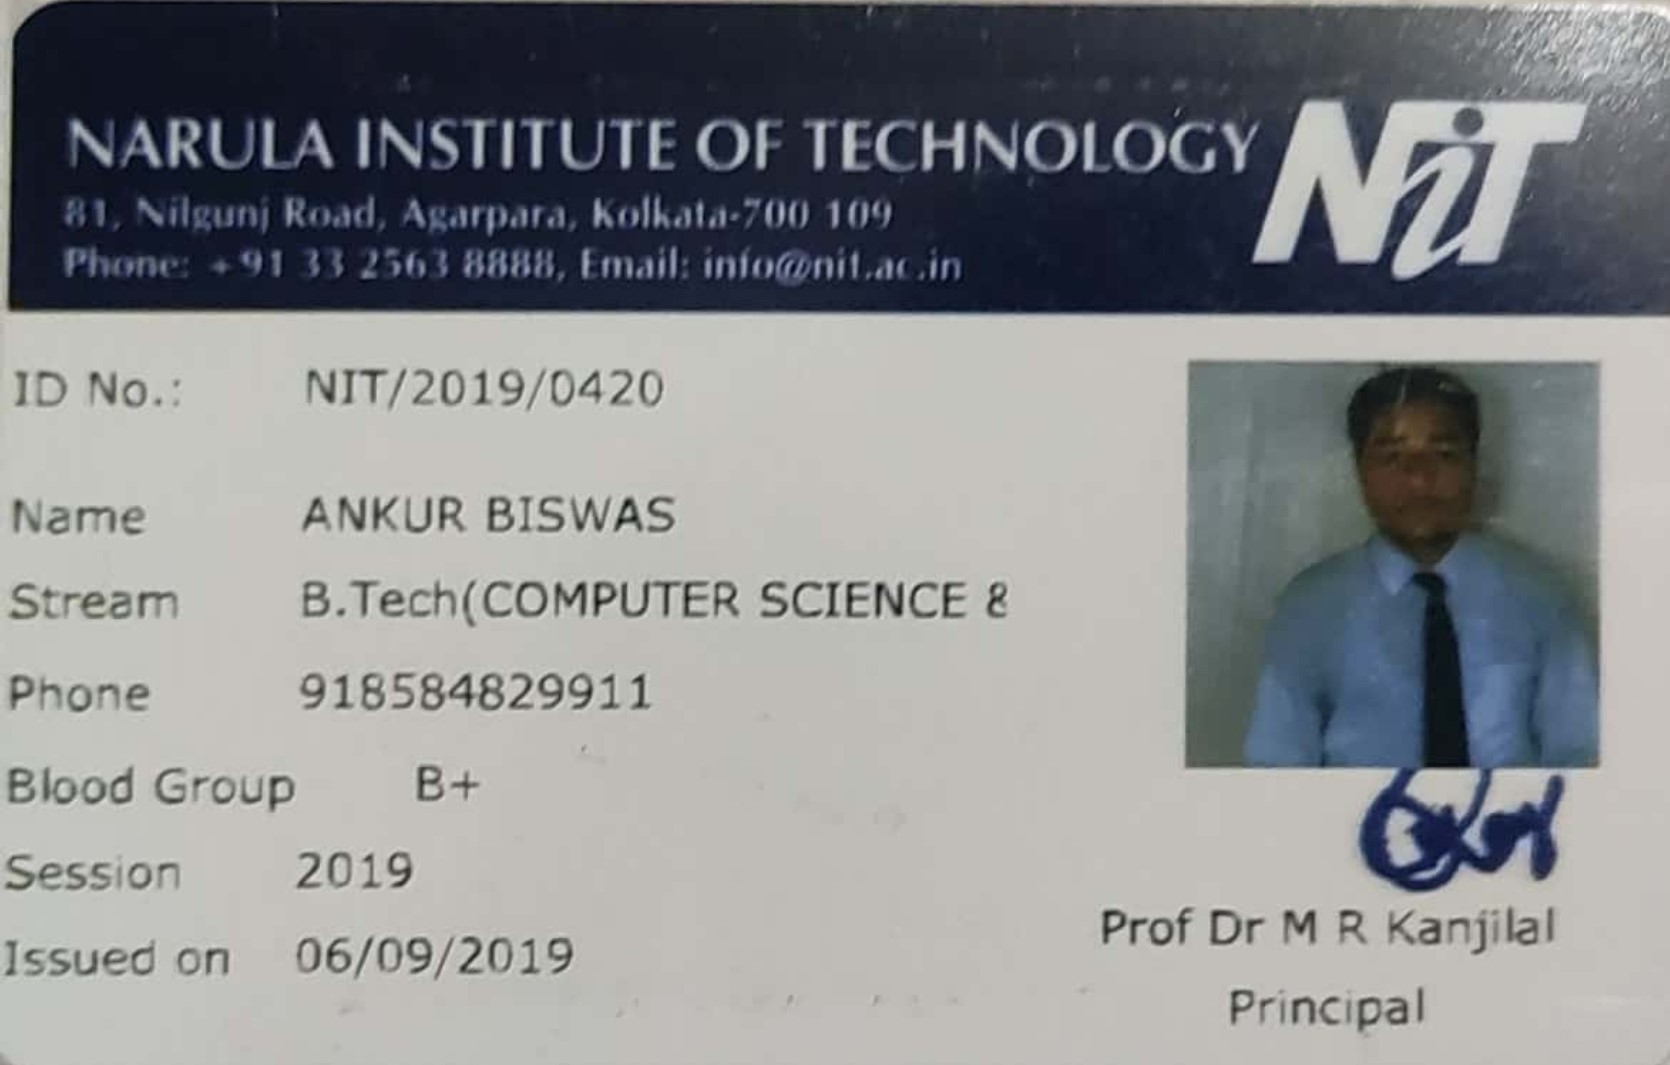 NARULA INSTITUTE OF TECHNOLOGY
NiT
81, Nilgunj Road, Agarpara, Kolkata-700 109
Phone: +91 33 2563 8888, Email: info@nit.ac.in
ID No.: NIT/2019/0420
Name ANKUR BISWAS
Stream B.Tech(COMPUTER SCIENCE &
Phone 918584829911
Blood Group B+
Session 2019
Issued on 06/09/2019
Prof Dr M R Kanjilal
Principal